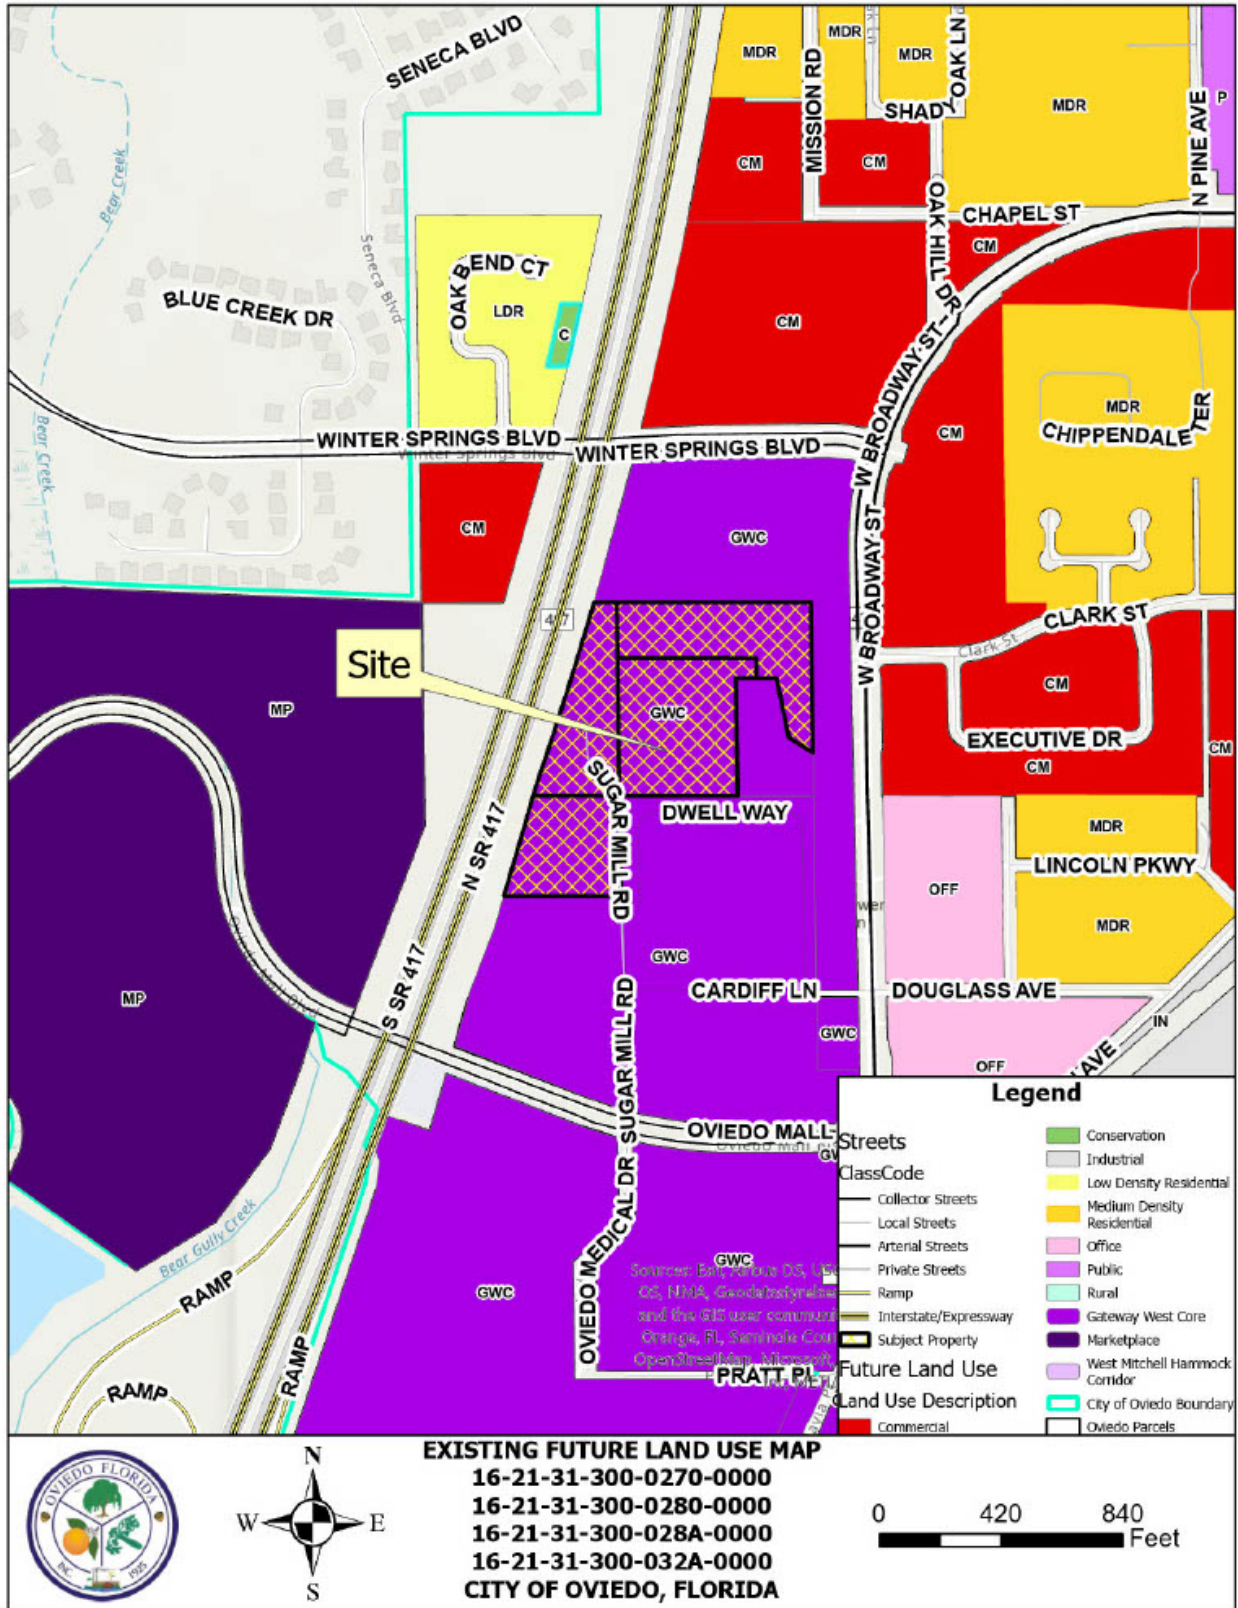 SENECA BLVD
MDR
MISSION RD
MDR
MDR
OAK LN
SHADY
MDR
N PINE AVE
P
Bear Creek
CM
CM
OAK HILL DR
CHAPEL ST
CM
Seneca Blvd
OAK BEND CT
BLUE CREEK DR
LDR
C
CM
W BROADWAY ST
MDR
CHIPPENDALE TER
CM
WINTER SPRINGS BLVD
WINTER SPRINGS BLVD
Winter Springs Blvd
Bear Creek
CM
GWC
W BROADWAY ST
417
CLARK ST
Clark St
Site
MP
GWC
CM
EXECUTIVE DR
CM
CM
SUGAR MILL RD
DWELL WAY
N SR 417
MDR
LINCOLN PKWY
OFF
MDR
GWC
S SR 417
CARDIFF LN
DOUGLASS AVE
MP
SUGAR MILL RD
GWC
IN
AVE
OFF
OVIEDO MALL
Bear Gully Creek
OVIEDO MEDICAL DR
GWC
GWC
RAMP
RAMP
RAMP
PRATT PL
Legend
Streets
ClassCode
Collector Streets
Local Streets
Arterial Streets
Private Streets
Ramp
Interstate/Expressway
Subject Property
Future Land Use
Land Use Description
Commercial
Conservation
Industrial
Low Density Residential
Medium Density
Residential
Office
Public
Rural
Gateway West Core
Marketplace
West Mitchell Hammock
Corridor
City of Oviedo Boundary
Oviedo Parcels
OVIEDO FLORIDA
INC. 1925
N
W E
S
EXISTING FUTURE LAND USE MAP
16-21-31-300-0270-0000
16-21-31-300-0280-0000
16-21-31-300-028A-0000
16-21-31-300-032A-0000
CITY OF OVIEDO, FLORIDA
0 420 840
Feet